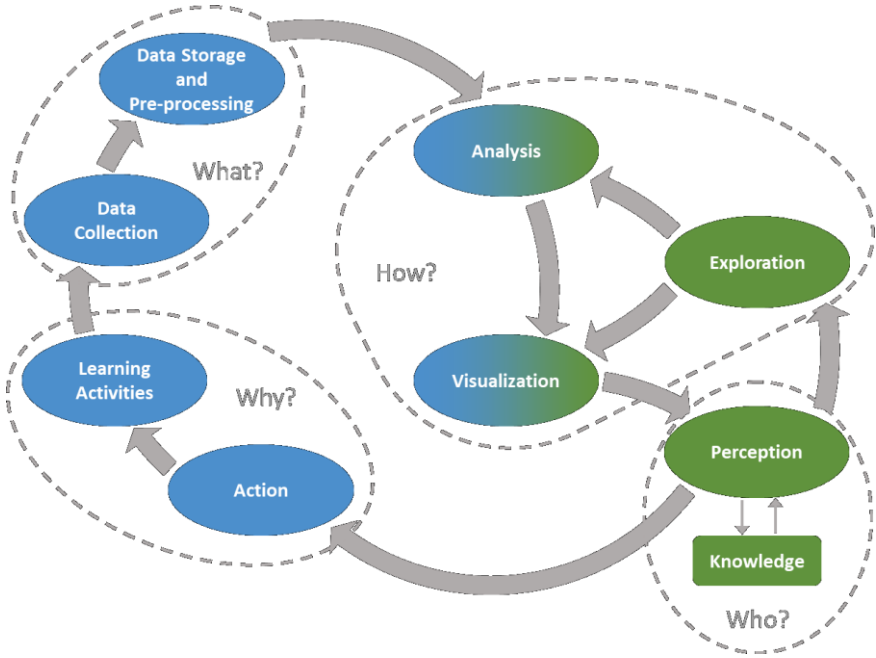 Data Storage
and
Pre-processing
What?
Data
Collection
Analysis
Exploration
How?
Visualization
Learning
Activities
Why?
Action
Perception
Knowledge
Who?